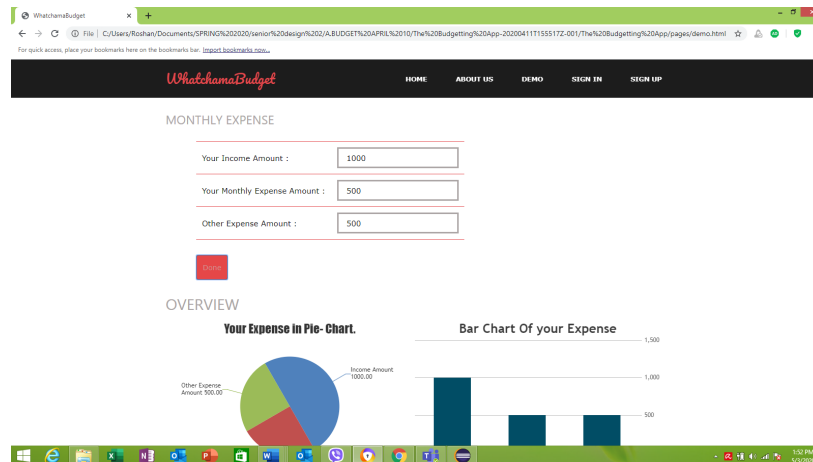 WhatchamaBudget
File | C:/Users/Roshan/Documents/SPRING%202020/senior%20design%202/A.BUDGET%20APRIL%2010/The%20Budgetting%20App-20200411T155517Z-001/The%20Budgetting%20App/pages/demo.html
For quick access, place your bookmarks here on the bookmarks bar. Import bookmarks now...
WhatchamaBudget HOME ABOUT US DEMO SIGN IN SIGN UP
MONTHLY EXPENSE
Your Income Amount : 1000
Your Monthly Expense Amount : 500
Other Expense Amount : 500
Done
OVERVIEW
Your Expense in Pie- Chart. Bar Chart Of your Expense
1,500
Income Amount
1000.00
1,000
Other Expense
Amount 500.00
500
1:52 PM